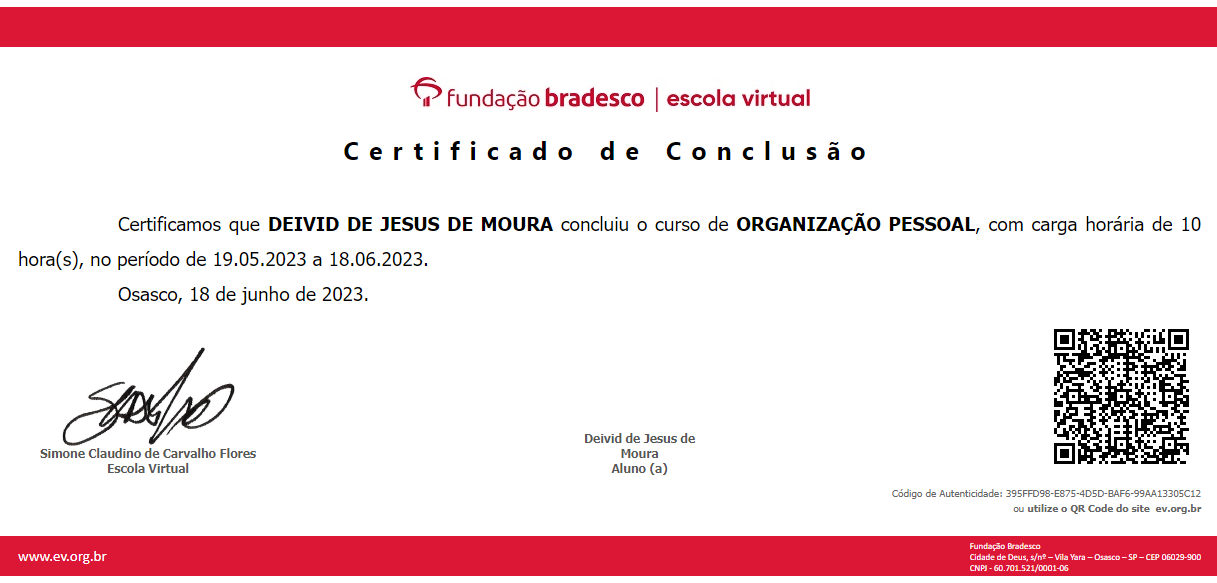 fundação bradesco | escola virtual
Certificado de Conclusão
Certificamos que DEIVID DE JESUS DE MOURA concluiu o curso de ORGANIZAÇÃO PESSOAL, com carga horária de 10
hora(s), no período de 19.05.2023 a 18.06.2023.
Osasco, 18 de junho de 2023.
Simone Claudino de Carvalho Flores
Escola Virtual
Deivid de Jesus de
Moura
Aluno (a)
Código de Autenticidade: 395FFD98-E875-4D5D-BAF6-99AA13305C12
ou utilize o QR Code do site ev.org.br
www.ev.org.br
Fundação Bradesco
Cidade de Deus, s/nº – Vila Yara – Osasco – SP – CEP 06029-900
CNPJ - 60.701.521/0001-06